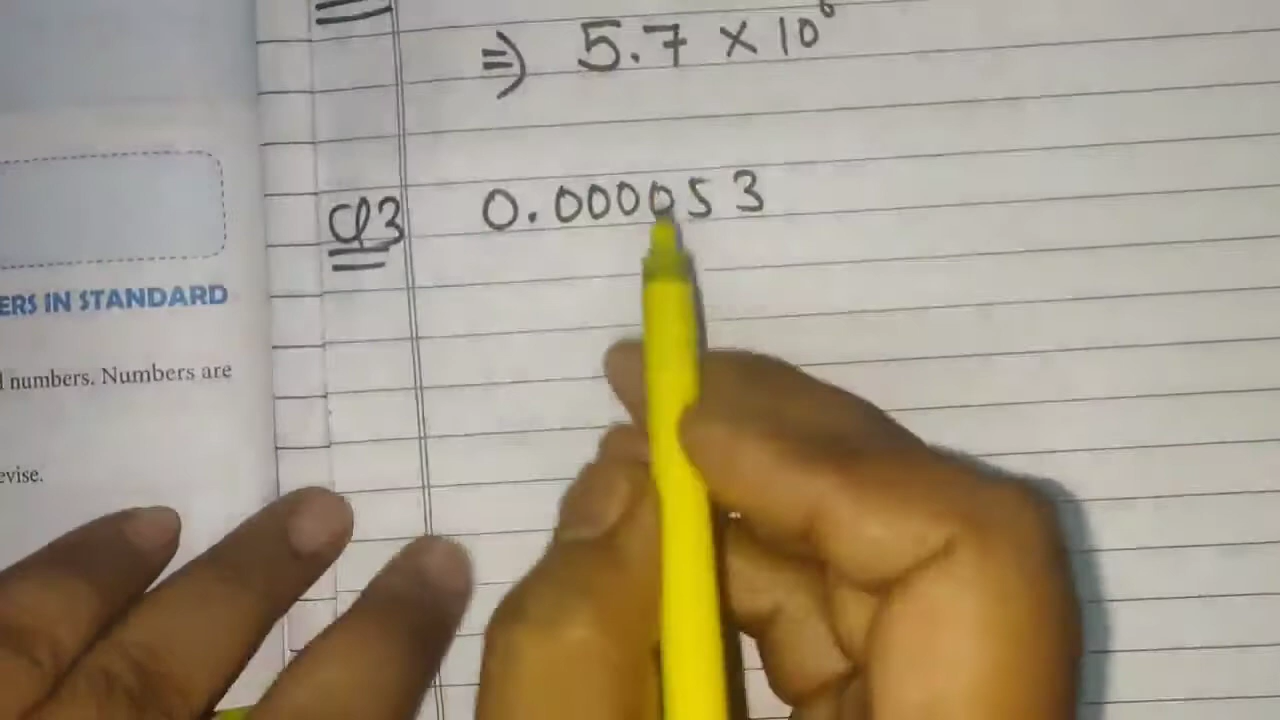 ⇒ 5.7 × 10⁶
Q3 0.000053
ERS IN STANDARD
numbers. Numbers are
evise.